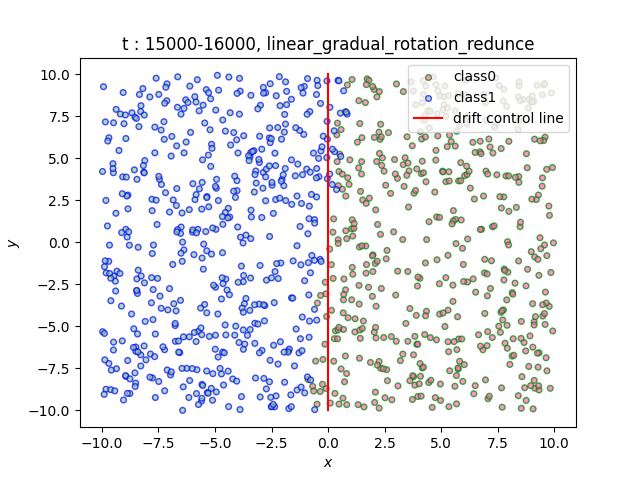 t : 15000-16000, linear_gradual_rotation_redunce
class0
class1
drift control line
10.0
7.5
5.0
2.5
0.0
−2.5
−5.0
−7.5
−10.0
y
−10.0 −7.5 −5.0 −2.5 0.0 2.5 5.0 7.5 10.0
x